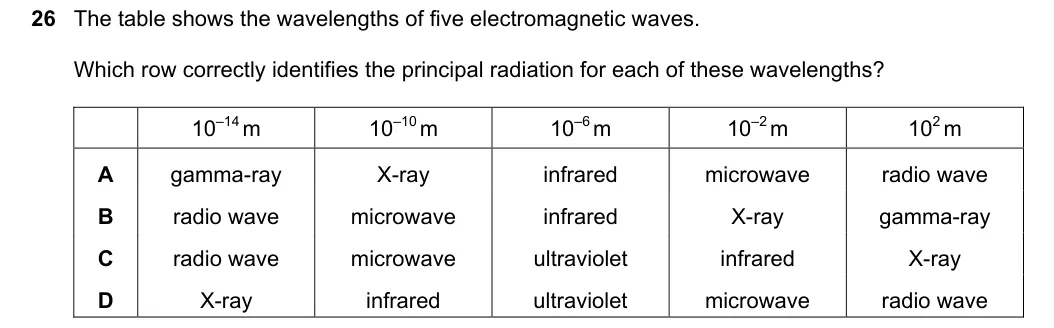 26 The table shows the wavelengths of five electromagnetic waves.
Which row correctly identifies the principal radiation for each of these wavelengths?
10⁻¹⁴ m 10⁻¹⁰ m 10⁻⁶ m 10⁻² m 10² m
A gamma-ray X-ray infrared microwave radio wave
B radio wave microwave infrared X-ray gamma-ray
C radio wave microwave ultraviolet infrared X-ray
D X-ray infrared ultraviolet microwave radio wave